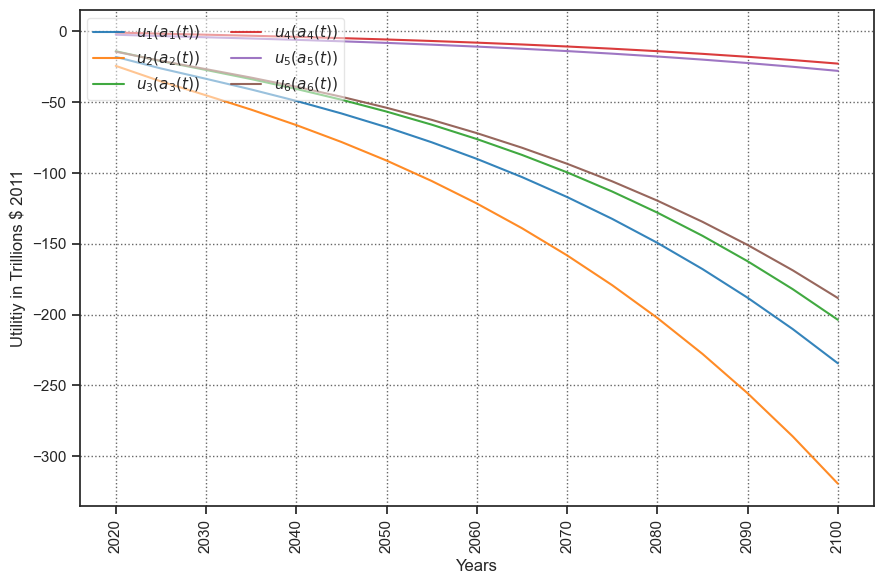 u₁(a₁(t)) u₄(a₄(t))
u₂(a₂(t)) u₅(a₅(t))
u₃(a₃(t)) u₆(a₆(t))
0
−50
−100
−150
−200
−250
−300
Utilitiy in Trillions $ 2011
2020 2030 2040 2050 2060 2070 2080 2090 2100
Years